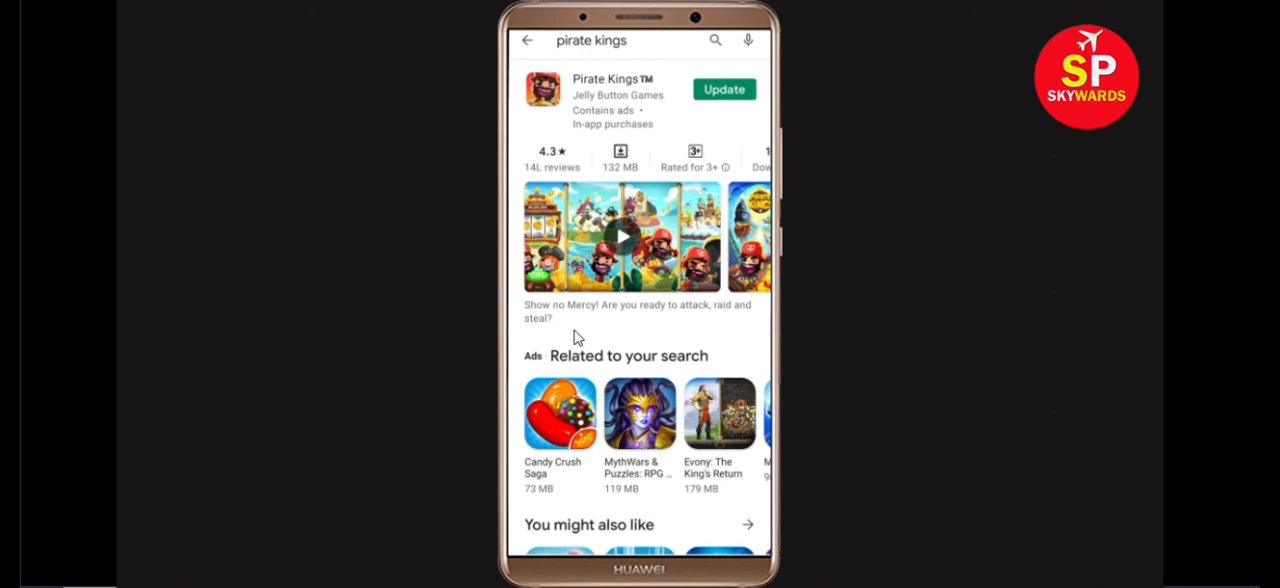 pirate kings
SP
SKYWARDS
Pirate Kings™
Jelly Button Games
Contains ads •
In-app purchases
Update
4.3★
14L reviews
132 MB
3+
Rated for 3+
Show no Mercy! Are you ready to attack, raid and
steal?
Ads · Related to your search
Candy Crush
Saga
73 MB
MythWars &
Puzzles: RPG ...
119 MB
Evony: The
King's Return
179 MB
You might also like
HUAWEI